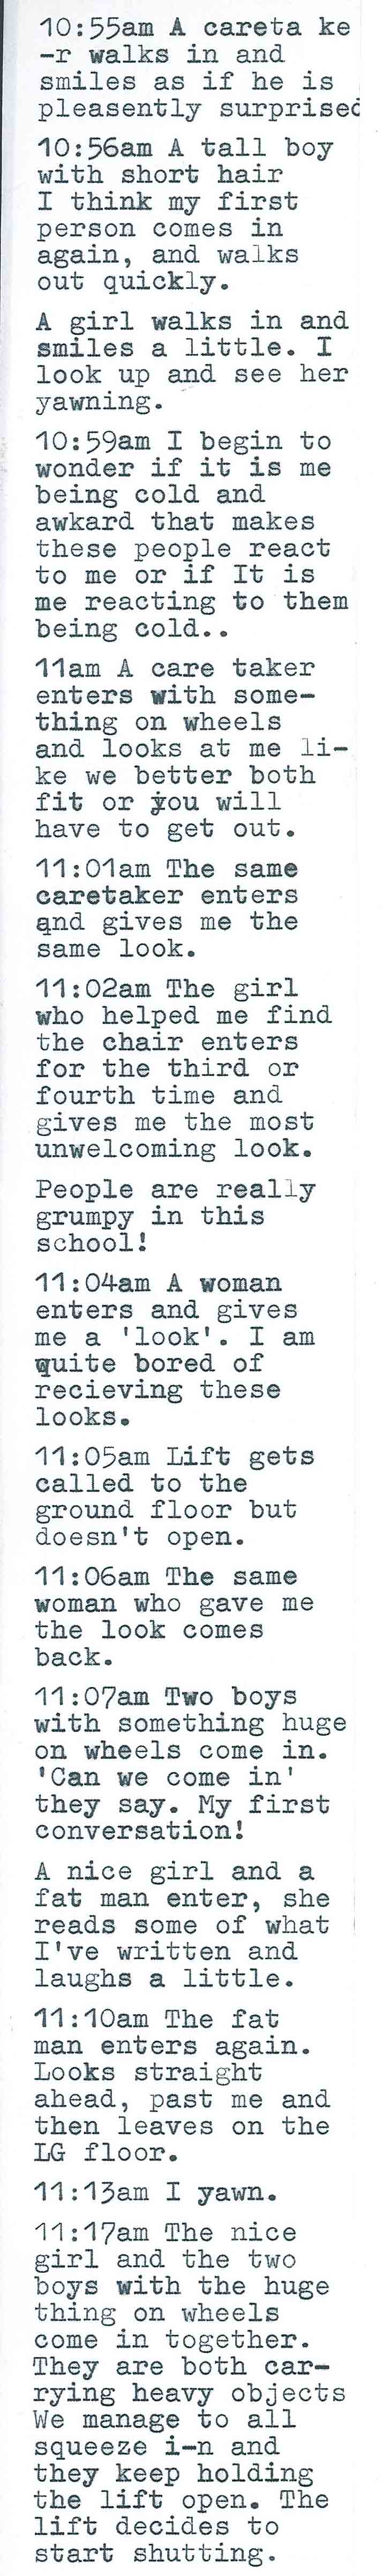 10:55am A careta ke
-r walks in and
smiles as if he is
pleasently surprised
10:56am A tall boy
with short hair
I think my first
person comes in
again, and walks
out quickly.
A girl walks in and
smiles a little. I
look up and see her
yawning.
10:59am I begin to
wonder if it is me
being cold and
awkard that makes
these people react
to me or if It is
me reacting to them
being cold..
11am A care taker
enters with some-
thing on wheels
and looks at me li-
ke we better both
fit or you will
have to get out.
11:01am The same
caretaker enters
and gives me the
same look.
11:02am The girl
who helped me find
the chair enters
for the third or
fourth time and
gives me the most
unwelcoming look.
People are really
grumpy in this
school!
11:04am A woman
enters and gives
me a 'look'. I am
quite bored of
recieving these
looks.
11:05am Lift gets
called to the
ground floor but
doesn't open.
11:06am The same
woman who gave me
the look comes
back.
11:07am Two boys
with something huge
on wheels come in.
'Can we come in'
they say. My first
conversation!
A nice girl and a
fat man enter, she
reads some of what
I've written and
laughs a little.
11:10am The fat
man enters again.
Looks straight
ahead, past me and
then leaves on the
LG floor.
11:13am I yawn.
11:17am The nice
girl and the two
boys with the huge
thing on wheels
come in together.
They are both car-
rying heavy objects
We manage to all
squeeze i-n and
they keep holding
the lift open. The
lift decides to
start shutting.